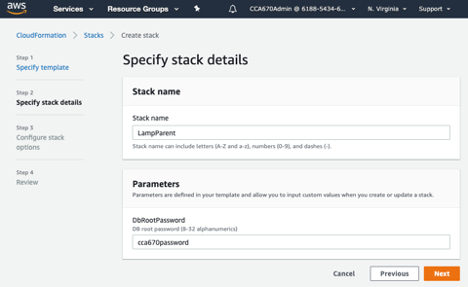 aws
Services
Resource Groups
CCA670Admin @ 6188-5434-6...
N. Virginia
Support
CloudFormation > Stacks > Create stack
Step 1
Specify template
Step 2
Specify stack details
Step 3
Configure stack
options
Step 4
Review
Specify stack details
Stack name
Stack name
LampParent
Stack name can include letters (A-Z and a-z), numbers (0-9), and dashes (-).
Parameters
Parameters are defined in your template and allow you to input custom values when you create or update a stack.
DbRootPassword
DB root password (8-32 alphanumerics)
cca670password
Cancel
Previous
Next